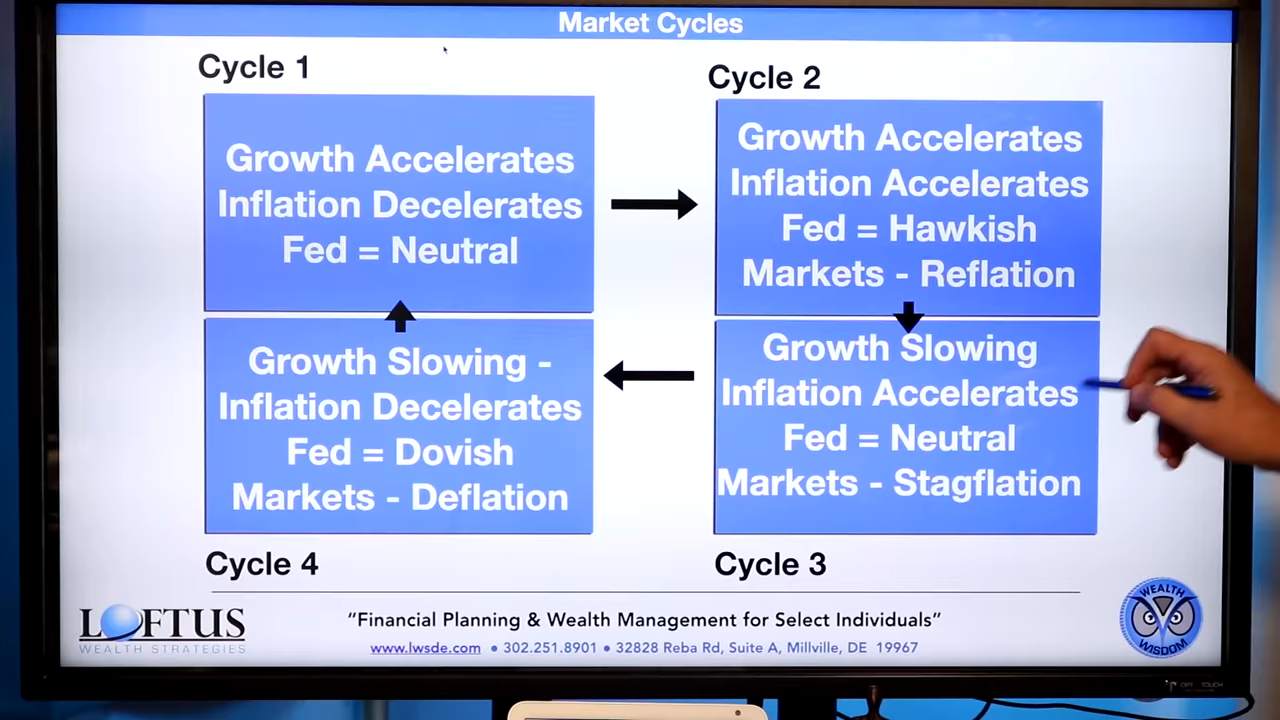 Market Cycles
Cycle 1
Growth Accelerates
Inflation Decelerates
Fed = Neutral
Cycle 2
Growth Accelerates
Inflation Accelerates
Fed = Hawkish
Markets - Reflation
Growth Slowing
Inflation Accelerates
Fed = Neutral
Markets - Stagflation
Cycle 3
Growth Slowing -
Inflation Decelerates
Fed = Dovish
Markets - Deflation
Cycle 4
LOFTUS
WEALTH STRATEGIES
“Financial Planning & Wealth Management for Select Individuals”
www.lwsde.com • 302.251.8901 • 32828 Reba Rd, Suite A, Millville, DE 19967
WEALTH
WISDOM
OFF TOUCH